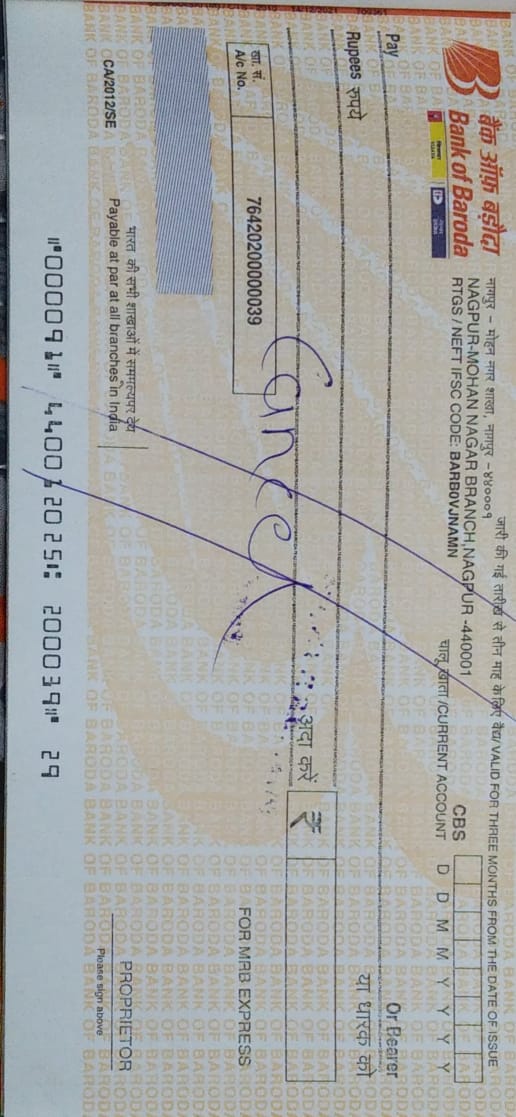 बैंक ऑफ़ बड़ौदा
Bank of Baroda
नागपुर - मोहन नगर शाखा, नागपुर -४४०००१
NAGPUR-MOHAN NAGAR BRANCH,NAGPUR -440001
RTGS / NEFT IFSC CODE: BARB0VJNAMN
जारी की गई तारीख से तीन माह के लिए वैध/ VALID FOR THREE MONTHS FROM THE DATE OF ISSUE
चालू खाता /CURRENT ACCOUNT
CBS
D D M M Y Y Y Y
Pay
Or Bearer
या धारक को
Rupees रुपये
अदा करें
₹
खा. सं.
A/c No.
76420200000039
Cancel
FOR MRB EXPRESS
भारत की सभी शाखाओं में सममूल्यपर देय
Payable at par at all branches in India
CA/2012/SE
PROPRIETOR
Please sign above
⑈000091⑈ 440012025⑆ 200039⑈ 29